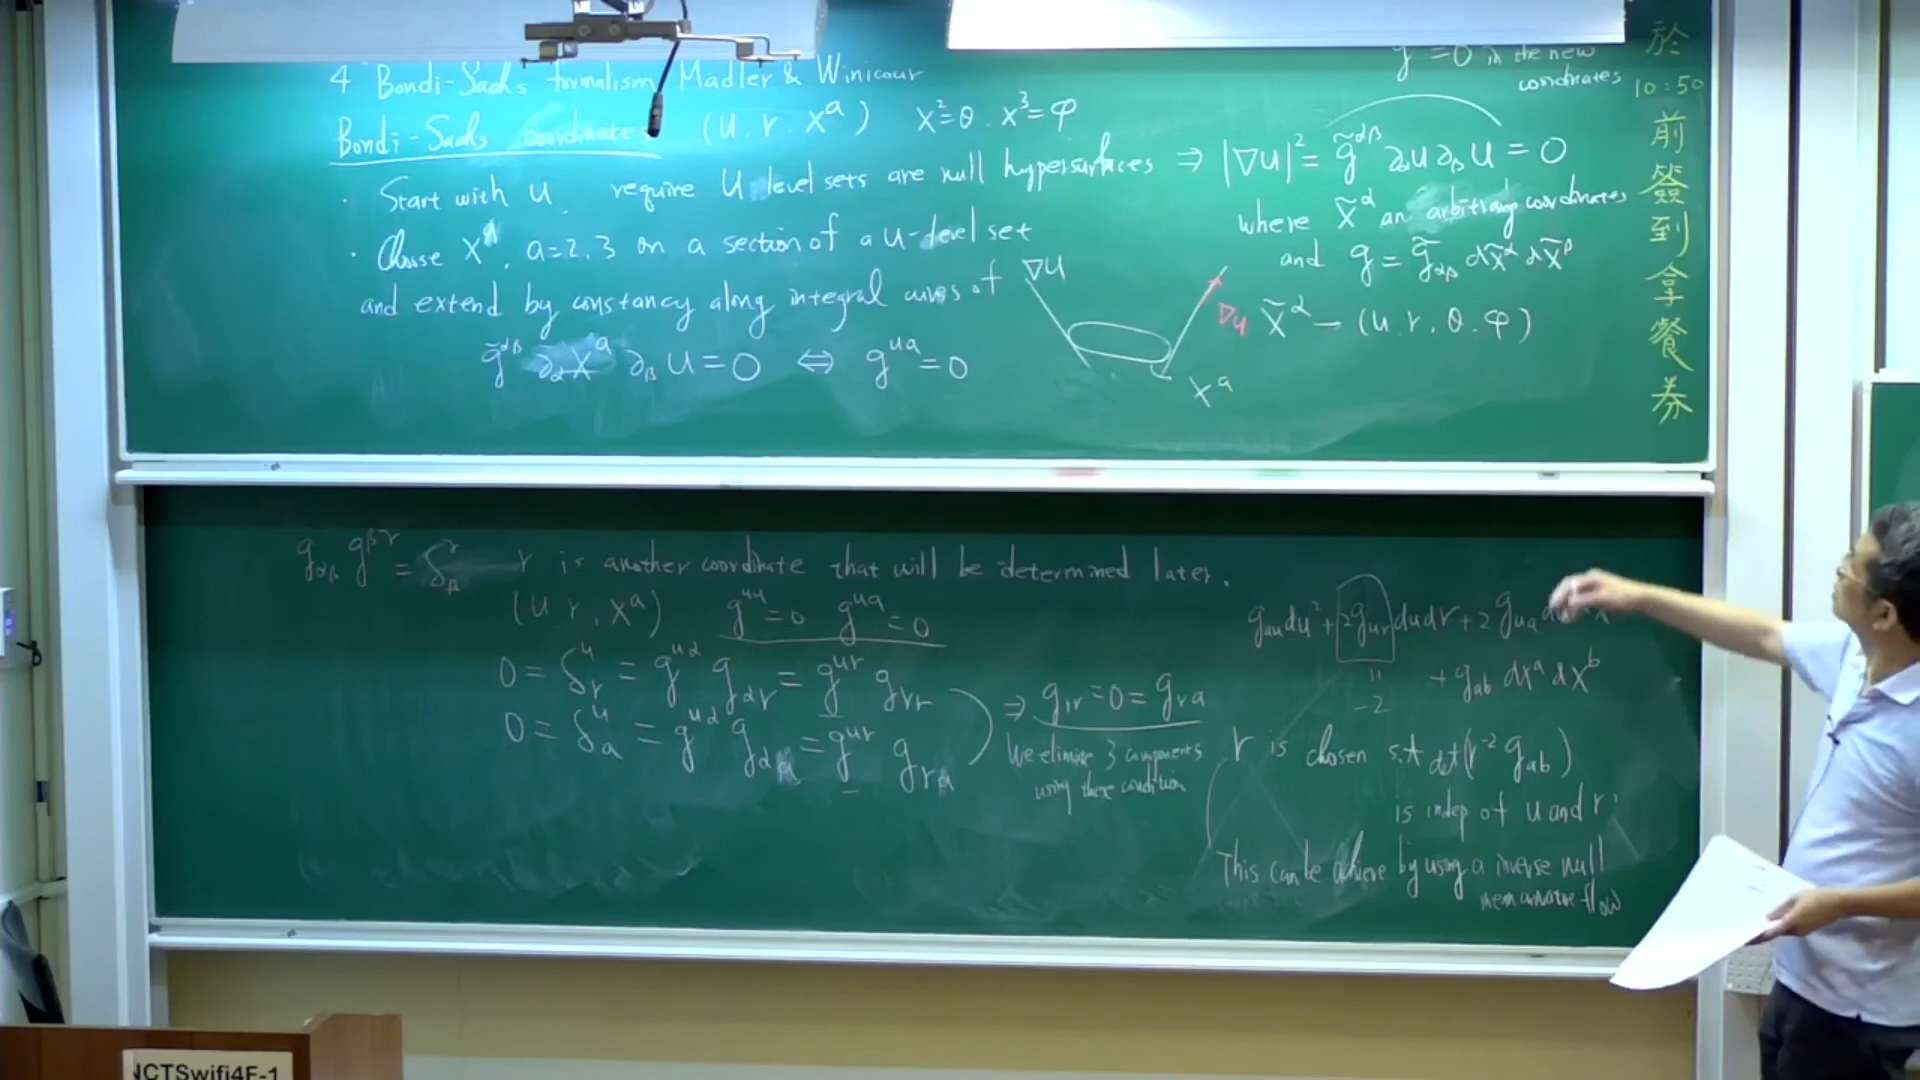 4 Bondi-Sachs formalism Mädler & Winicour
Bondi-Sachs coordinates (u, r, x^a) x^2=θ, x^3=φ
· Start with u, require u level sets are null hypersurfaces ⇒ |∇u|^2 = g̃^{αβ} ∂_α u ∂_β u = 0
· Choose x^a, a=2,3 on a section of a u-level set
and extend by constancy along integral curves of ∇u
g̃^{αβ} ∂_α x^a ∂_β u = 0 ⇔ g^{ua} = 0
x^a
∇u
=0 in the new
coordinates
where x̃^α an arbitrary coordinates
and g = g̃_{αβ} dx̃^α dx̃^β
x̃^α → (u, r, θ, φ)
於
10:50
前
簽
到
拿
餐
券
g_{αβ} g^{βγ} = δ r is another coordinate that will be determined later.
(u, r, x^a) g^{uu}=0 g^{ua}=0
0 = δ^u_r = g^{uα} g_{αr} = g^{ur} g_{rr}
0 = δ^u_a = g^{uα} g_{αa} = g^{ur} g_{ra}
⇒ g_{rr} = 0 = g_{ra}
We elimine 3 components
using these condition
g_{uu} du^2 + 2g_{ur} du dr + 2 g_{ua}
" + g_{ab} dx^a dx^b
-2
r is chosen s.t det(r^{-2} g_{ab})
is indep of u and r.
This can be achieve by using a inverse null
mean curvature flow
NCTSwifi4F-1